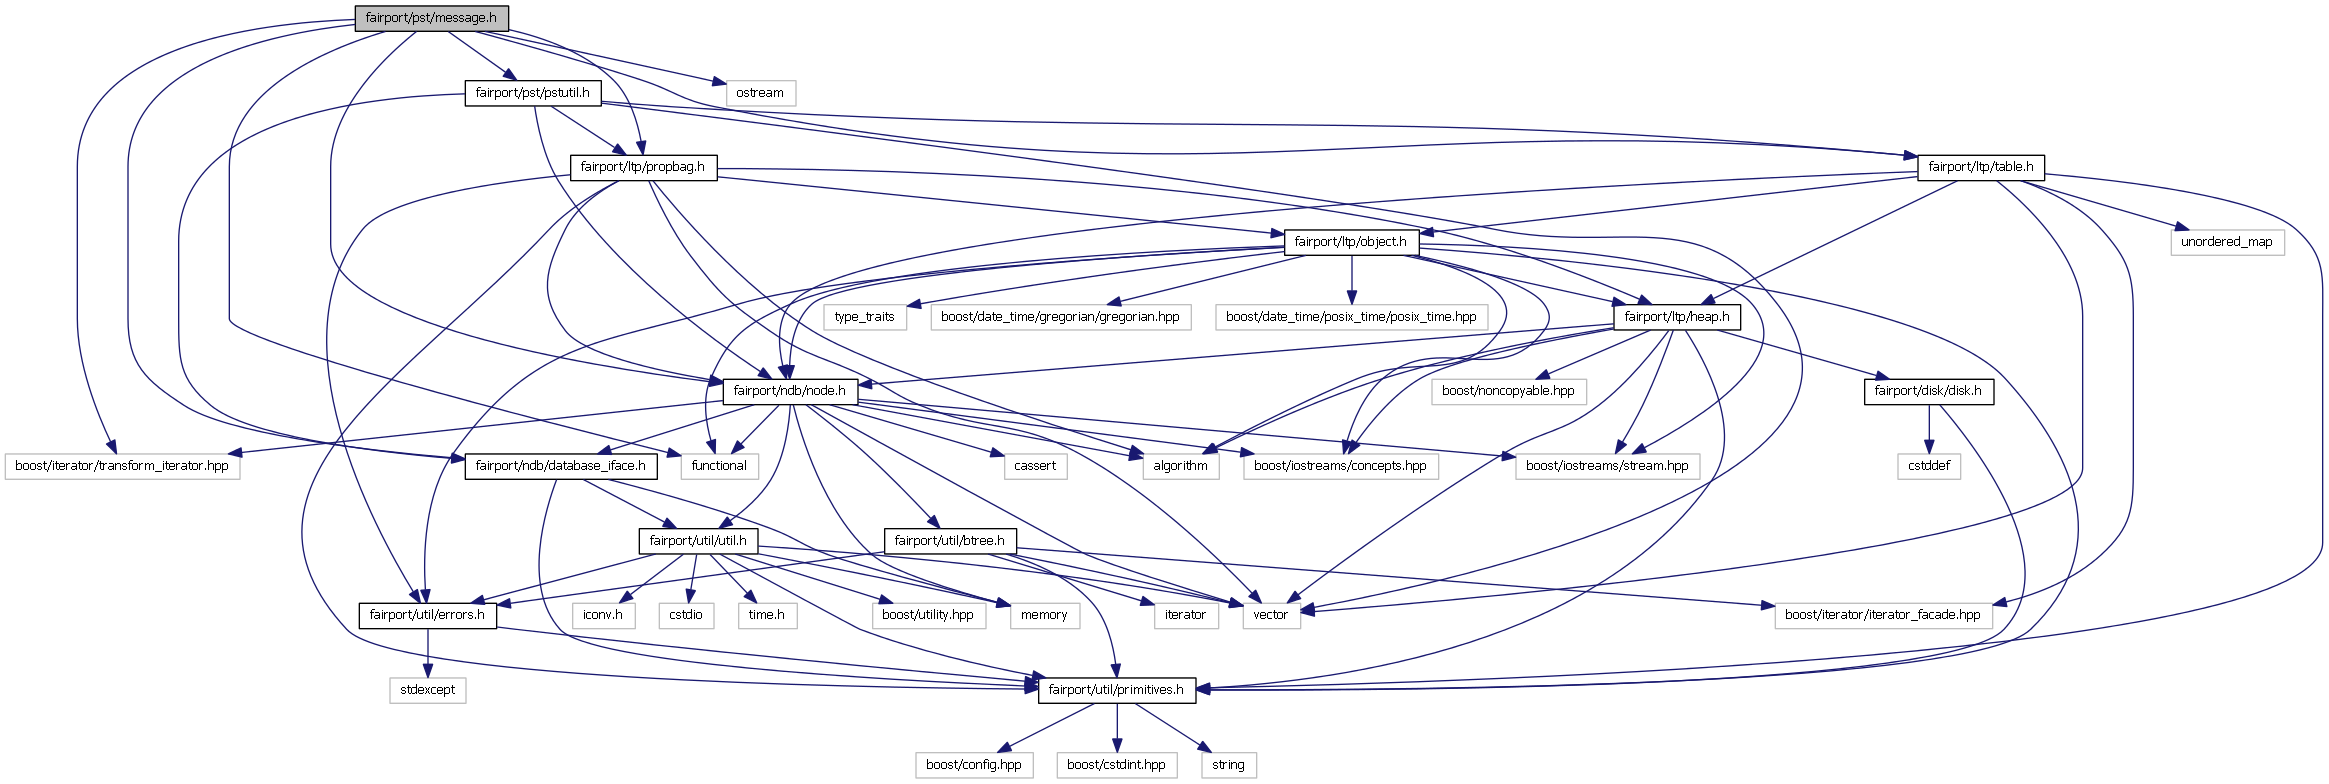 fairport/pst/message.h
fairport/pst/pstutil.h
ostream
fairport/ltp/propbag.h
fairport/ltp/table.h
fairport/ltp/object.h
unordered_map
type_traits
boost/date_time/gregorian/gregorian.hpp
boost/date_time/posix_time/posix_time.hpp
fairport/ltp/heap.h
fairport/ndb/node.h
boost/noncopyable.hpp
fairport/disk/disk.h
boost/iterator/transform_iterator.hpp
fairport/ndb/database_iface.h
functional
cassert
algorithm
boost/iostreams/concepts.hpp
boost/iostreams/stream.hpp
cstddef
fairport/util/util.h
fairport/util/btree.h
fairport/util/errors.h
iconv.h
cstdio
time.h
boost/utility.hpp
memory
iterator
vector
boost/iterator/iterator_facade.hpp
stdexcept
fairport/util/primitives.h
boost/config.hpp
boost/cstdint.hpp
string